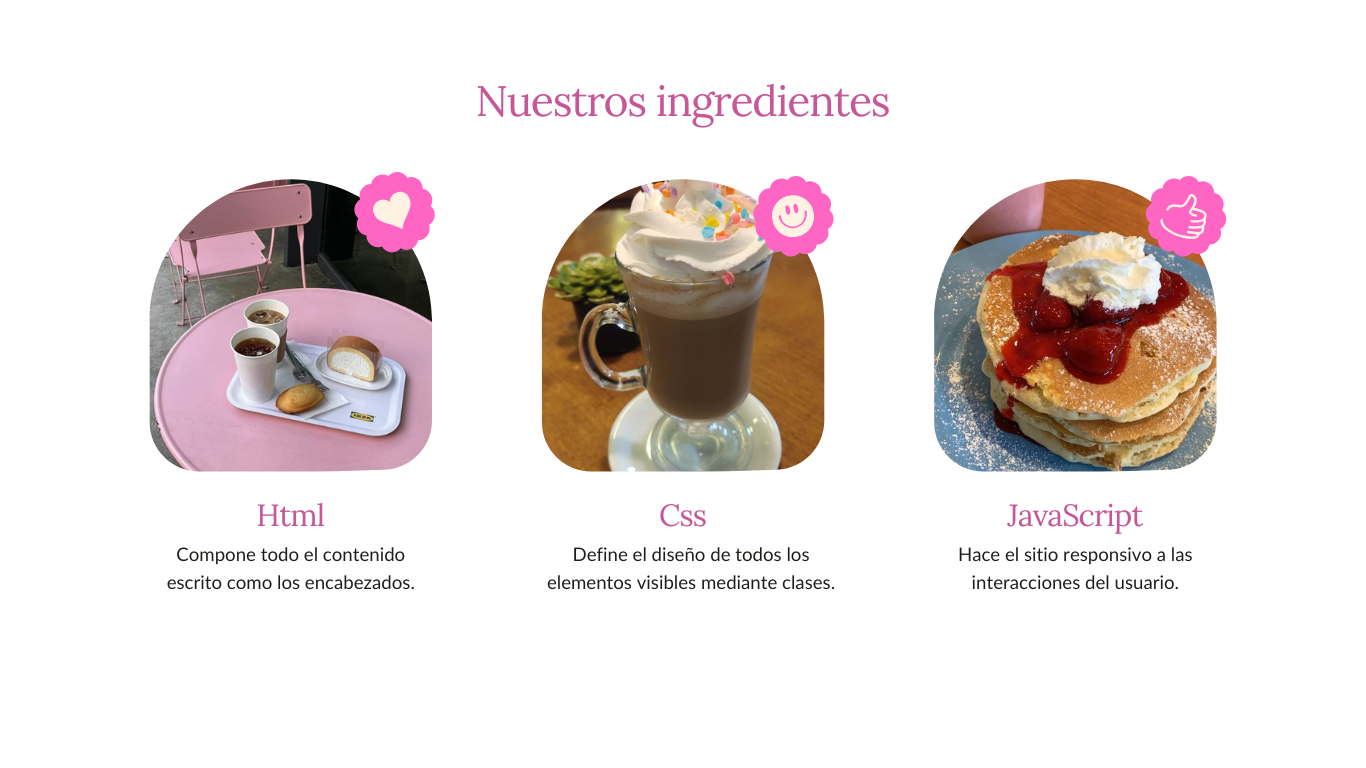 Nuestros ingredientes
IKEA
Html
Compone todo el contenido
escrito como los encabezados.
Css
Define el diseño de todos los
elementos visibles mediante clases.
JavaScript
Hace el sitio responsivo a las
interacciones del usuario.